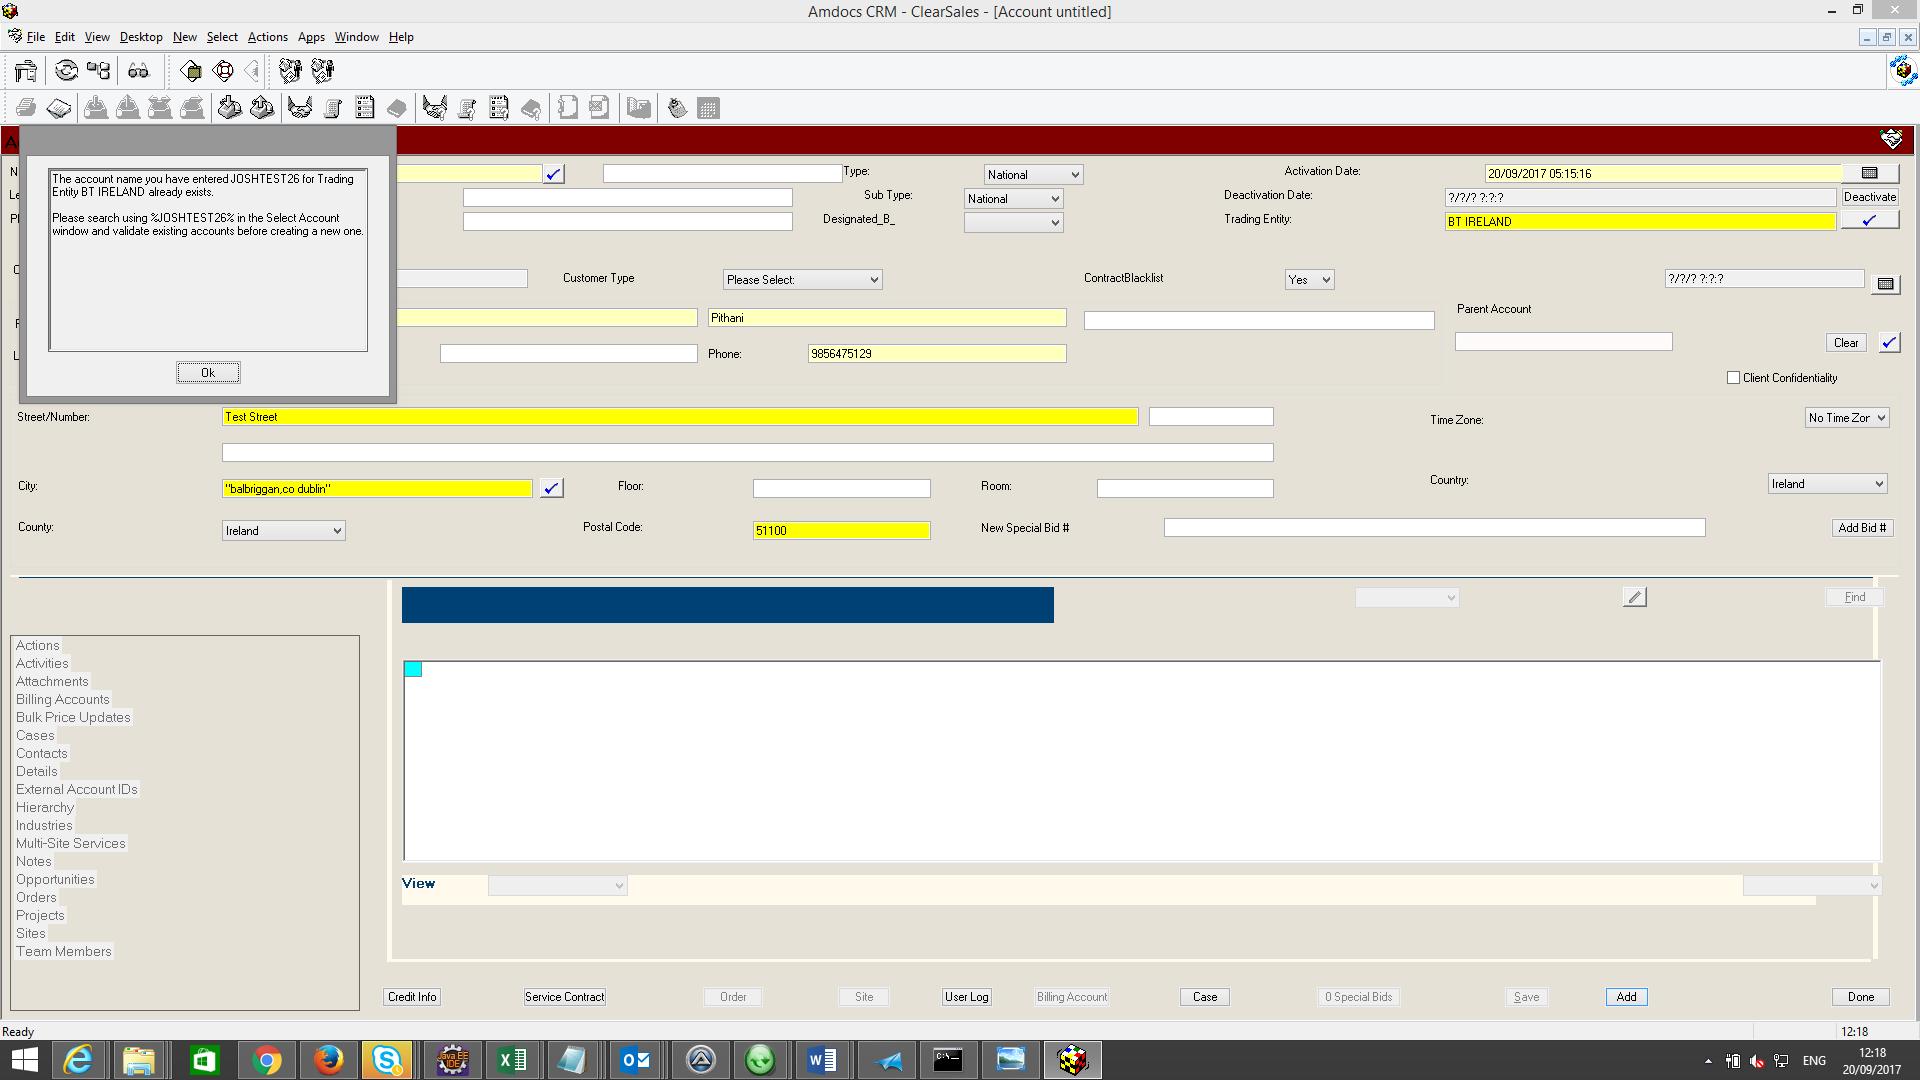 Amdocs CRM - ClearSales - [Account untitled]
File Edit View Desktop New Select Actions Apps Window Help
The account name you have entered JOSHTEST26 for Trading
Entity BT IRELAND already exists.
Please search using %JOSHTEST26% in the Select Account
window and validate existing accounts before creating a new one.
Ok
Type: National
Activation Date: 20/09/2017 05:15:16
Sub Type: National
Deactivation Date: ?/?/? ?:?:? Deactivate
Designated_B_
Trading Entity: BT IRELAND
Customer Type Please Select:
ContractBlacklist Yes
?/?/? ?:?:?
Pithani
Parent Account
Phone: 9856475129
Clear
Client Confidentiality
Street/Number: Test Street
Time Zone: No Time Zor
City: "balbriggan,co dublin"
Floor:
Room:
Country: Ireland
County: Ireland
Postal Code: 51100
New Special Bid # Add Bid #
Find
Actions
Activities
Attachments
Billing Accounts
Bulk Price Updates
Cases
Contacts
Details
External Account IDs
Hierarchy
Industries
Multi-Site Services
Notes
Opportunities
Orders
Projects
Sites
Team Members
View
Credit Info Service Contract Order Site User Log Billing Account Case 0 Special Bids Save Add Done
Ready 12:18
Java EE
IDE
C:\
ENG
12:18
20/09/2017